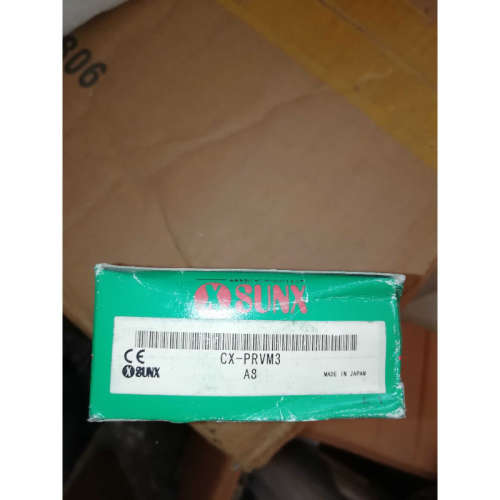 806
SUNX
CX-PRVM3
CE
A8
SUNX
MADE IN JAPAN